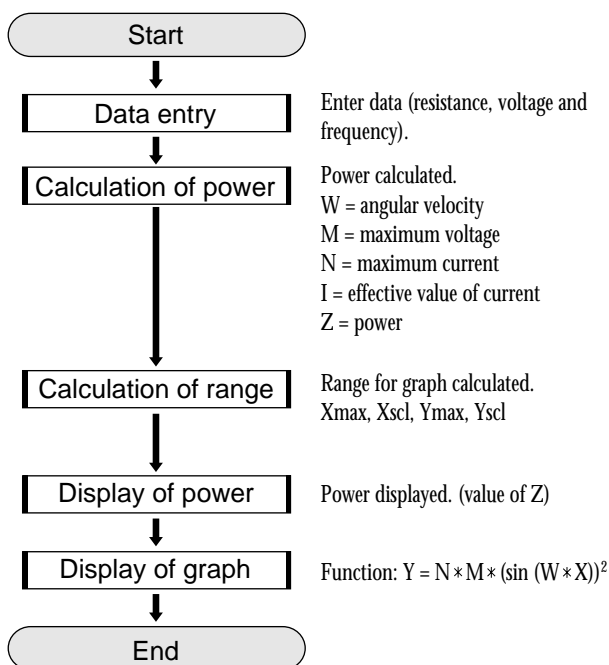 Start
Data entry
Enter data (resistance, voltage and
frequency).
Calculation of power
Power calculated.
W = angular velocity
M = maximum voltage
N = maximum current
I = effective value of current
Z = power
Calculation of range
Range for graph calculated.
Xmax, Xscl, Ymax, Yscl
Display of power
Power displayed. (value of Z)
Display of graph
Function: Y = N * M * (sin (W * X))²
End